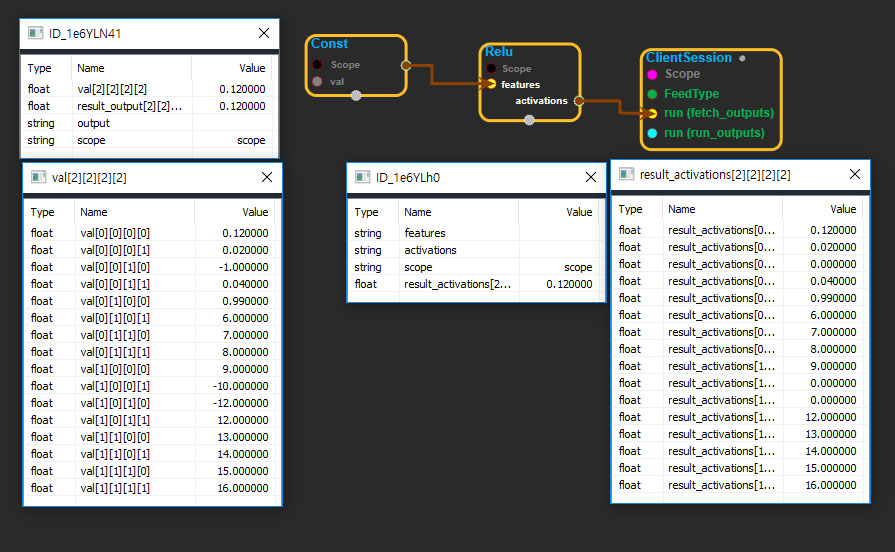 ID_1e6YLN41
Type Name Value
float val[2][2][2][2] 0.120000
float result_output[2][2]... 0.120000
string output
string scope scope
Const
Scope
val
Relu
Scope
features
activations
ClientSession
Scope
FeedType
run (fetch_outputs)
run (run_outputs)
val[2][2][2][2]
Type Name Value
float val[0][0][0][0] 0.120000
float val[0][0][0][1] 0.020000
float val[0][0][1][0] -1.000000
float val[0][0][1][1] 0.040000
float val[0][1][0][0] 0.990000
float val[0][1][0][1] 6.000000
float val[0][1][1][0] 7.000000
float val[0][1][1][1] 8.000000
float val[1][0][0][0] 9.000000
float val[1][0][0][1] -10.000000
float val[1][0][1][0] -12.000000
float val[1][0][1][1] 12.000000
float val[1][1][0][0] 13.000000
float val[1][1][0][1] 14.000000
float val[1][1][1][0] 15.000000
float val[1][1][1][1] 16.000000
ID_1e6YLh0
Type Name Value
string features
string activations
string scope scope
float result_activations[2... 0.120000
result_activations[2][2][2][2]
Type Name Value
float result_activations[0... 0.120000
float result_activations[0... 0.020000
float result_activations[0... 0.000000
float result_activations[0... 0.040000
float result_activations[0... 0.990000
float result_activations[0... 6.000000
float result_activations[0... 7.000000
float result_activations[0... 8.000000
float result_activations[1... 9.000000
float result_activations[1... 0.000000
float result_activations[1... 0.000000
float result_activations[1... 12.000000
float result_activations[1... 13.000000
float result_activations[1... 14.000000
float result_activations[1... 15.000000
float result_activations[1... 16.000000